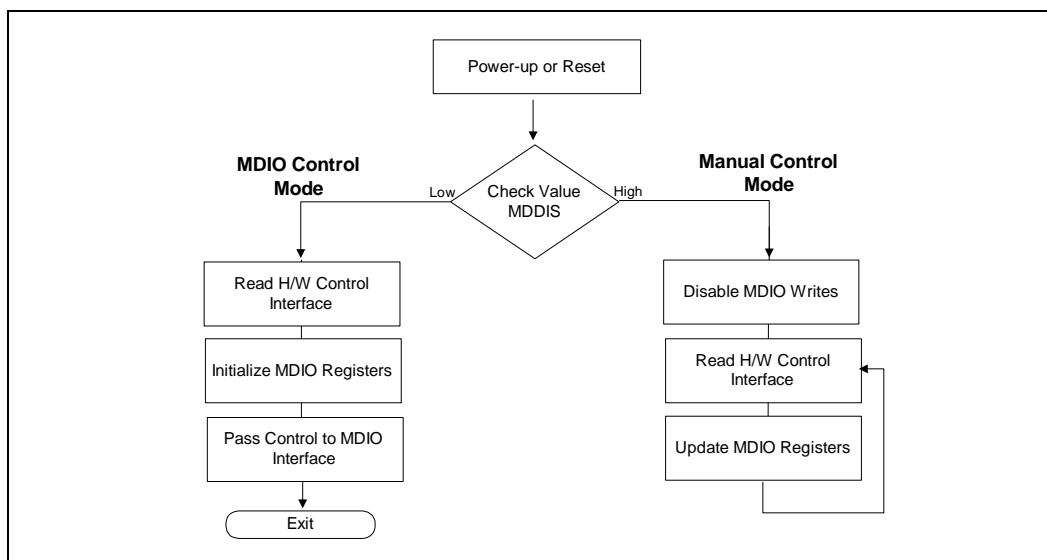 Power-up or Reset
MDIO Control
Mode
Manual Control
Mode
Low
Check Value
MDDIS
High
Read H/W Control
Interface
Initialize MDIO Registers
Pass Control to MDIO
Interface
Exit
Disable MDIO Writes
Read H/W Control
Interface
Update MDIO Registers